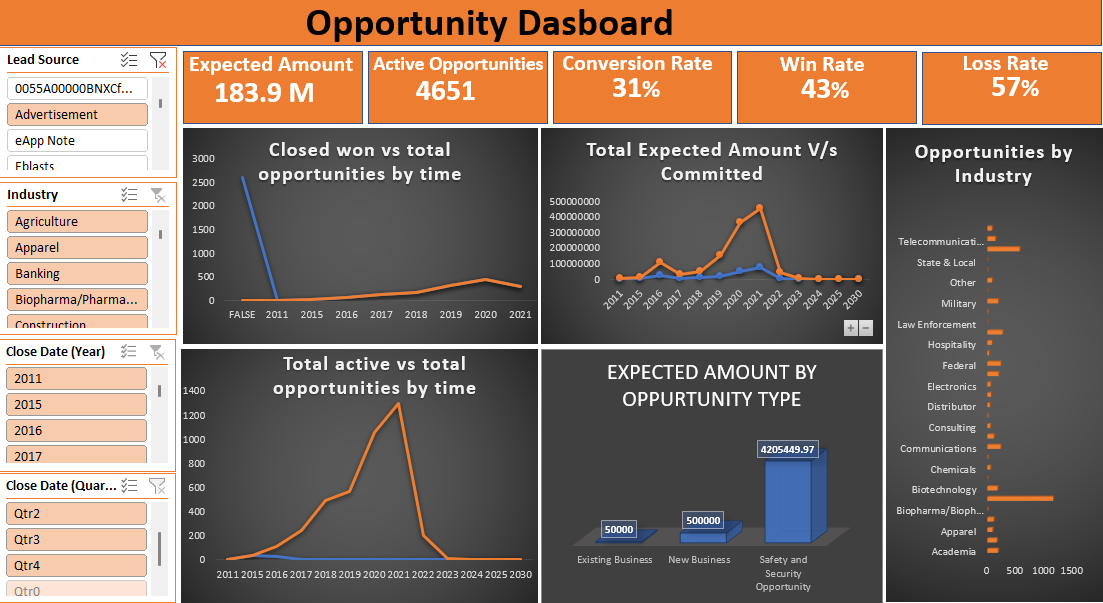 Opportunity Dasboard
Lead Source
0055A00000BNXCf...
Advertisement
eApp Note
Eblasts
Industry
Agriculture
Apparel
Banking
Biopharma/Pharma...
Construction
Close Date (Year)
2011
2015
2016
2017
Close Date (Quar...
Qtr2
Qtr3
Qtr4
Qtr0
Expected Amount
183.9 M
Active Opportunities
4651
Conversion Rate
31%
Win Rate
43%
Loss Rate
57%
Closed won vs total
opportunities by time
3000
2500
2000
1500
1000
500
0
FALSE 2011 2015 2016 2017 2018 2019 2020 2021
Total Expected Amount V/s
Committed
500000000
400000000
300000000
200000000
100000000
0
2011 2015 2016 2017 2018 2019 2020 2021 2022 2023 2024 2025 2030
+ −
Total active vs total
opportunities by time
1400
1200
1000
800
600
400
200
0
2011 2015 2016 2017 2018 2019 2020 2021 2022 2023 2024 2025 2030
EXPECTED AMOUNT BY
OPPURTUNITY TYPE
4205449.97
500000
50000
Existing Business New Business Safety and
Security
Opportunity
Opportunities by
Industry
Telecommunicati...
State & Local
Other
Military
Law Enforcement
Hospitality
Federal
Electronics
Distributor
Consulting
Communications
Chemicals
Biotechnology
Biopharma/Bioph...
Apparel
Academia
0 500 1000 1500